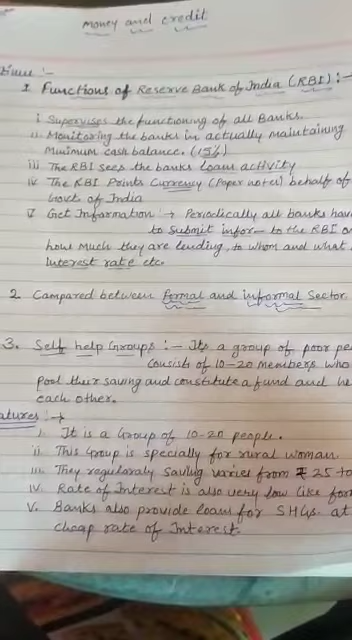 money and credit
1. Functions of Reserve Bank of India (RBI) :-
i Supervises the functioning of all Banks.
ii Monitoring the banks in actually maintaining
Minimum cash balance. (15%)
iii The RBI sees the banks loan activity
iv The RBI Prints Currency (Paper notes) behalf of
Govt. of India
v Get Information → Periodically all banks hav
to submit infor- to the RBI o
how Much they are lending, to whom and what
interest rate etc.
2. Compared between formal and informal Sector
3. Self help Groups :- Its a group of poor pe
Consists of 10-20 members who
pool their saving and constitute a fund and he
each other.
atures :→
i. It is a Group of 10-20 people.
ii This Group is specially for rural woman.
iii. They regularaly saving varies from ₹25 to
iv. Rate of Interest is also very low like for
v. Banks also provide loan for SHGs. at
cheap rate of Interest.